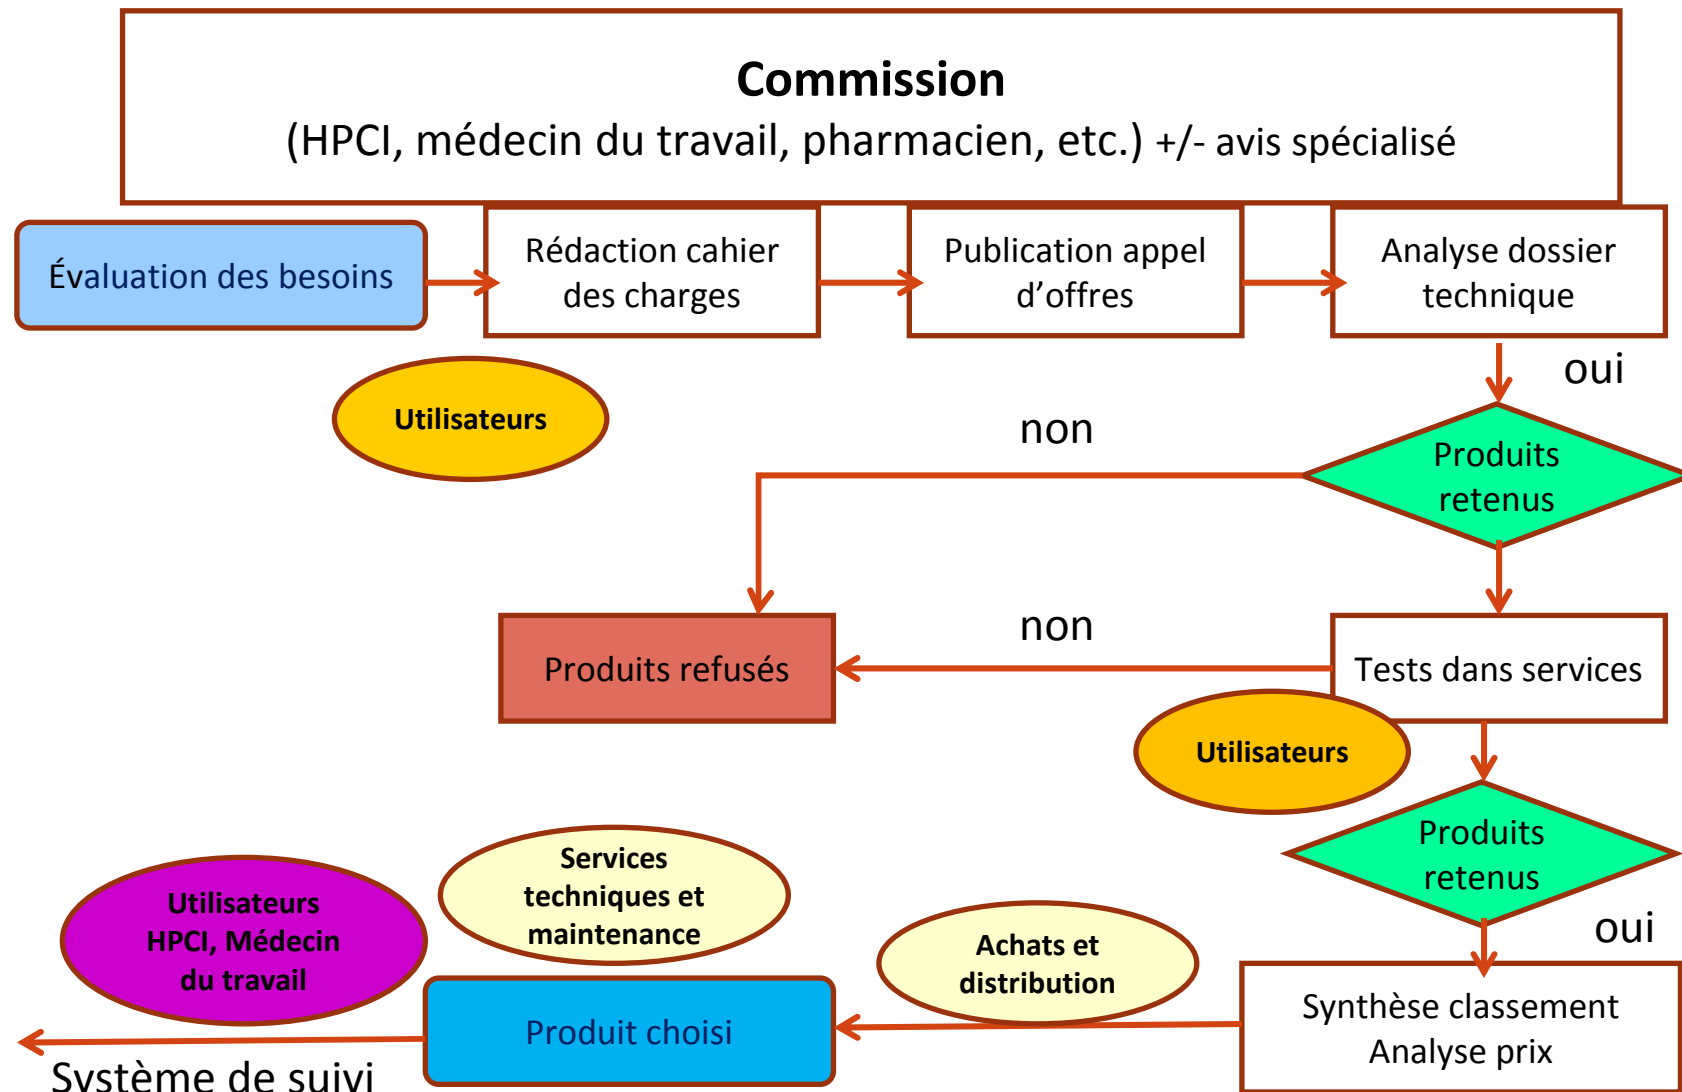 Commission
(HPCI, médecin du travail, pharmacien, etc.) +/- avis spécialisé
Évaluation des besoins
Rédaction cahier
des charges
Publication appel
d’offres
Analyse dossier
technique
oui
Utilisateurs
non
Produits
retenus
non
Produits refusés
Tests dans services
Utilisateurs
Produits
retenus
oui
Services
techniques et
maintenance
Utilisateurs
HPCI, Médecin
du travail
Achats et
distribution
Produit choisi
Synthèse classement
Analyse prix
Système de suivi